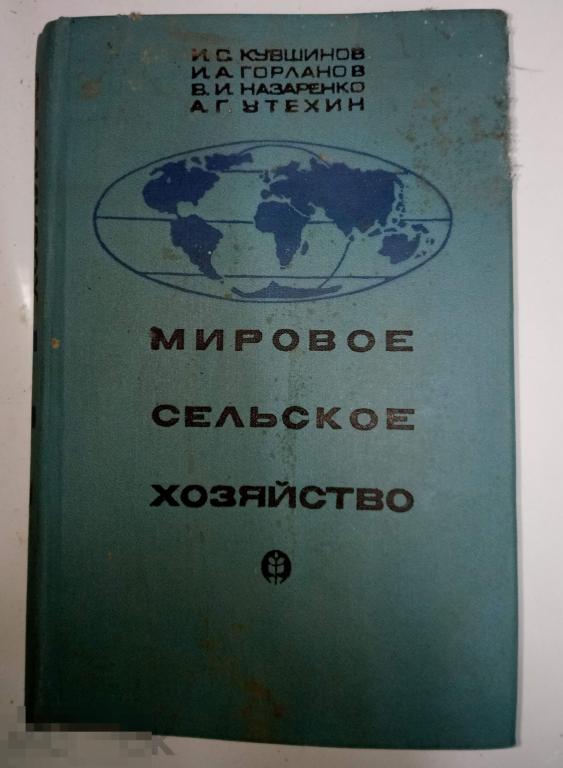 И. С. КУВШИНОВ
И. А. ГОРЛАНОВ
В. И. НАЗАРЕНКО
А. Г. УТЕХИН
МИРОВОЕ
СЕЛЬСКОЕ
ХОЗЯЙСТВО